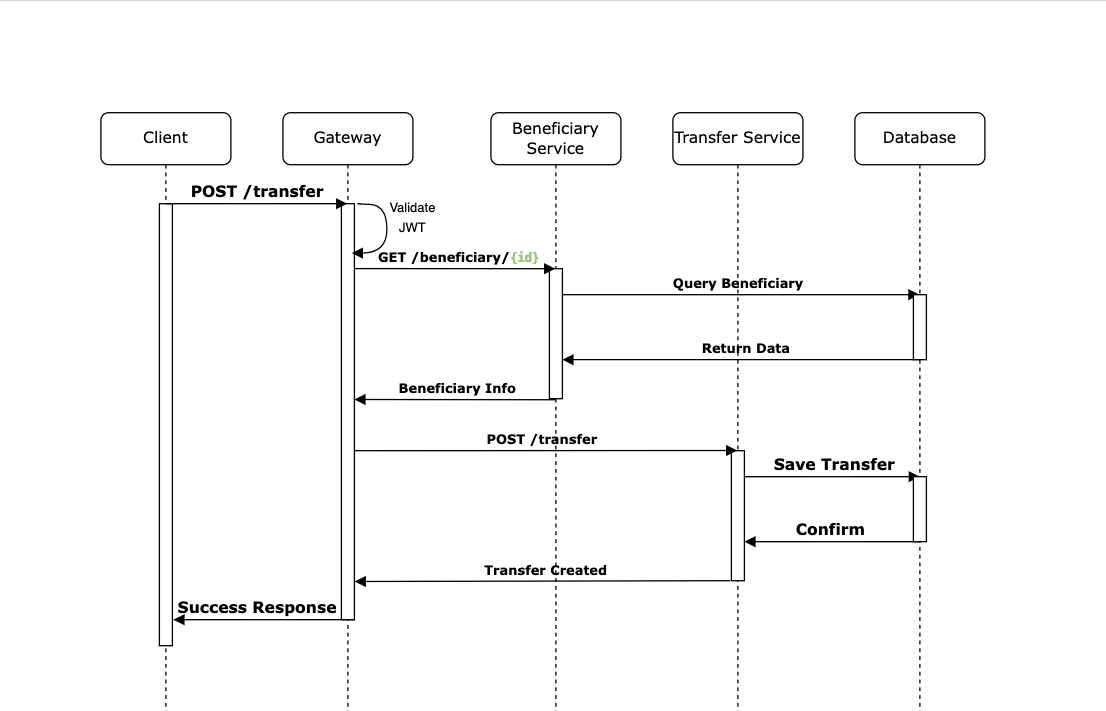 Client
Gateway
Beneficiary
Service
Transfer Service
Database
POST /transfer
Validate
JWT
GET /beneficiary/{id}
Query Beneficiary
Return Data
Beneficiary Info
POST /transfer
Save Transfer
Confirm
Transfer Created
Success Response